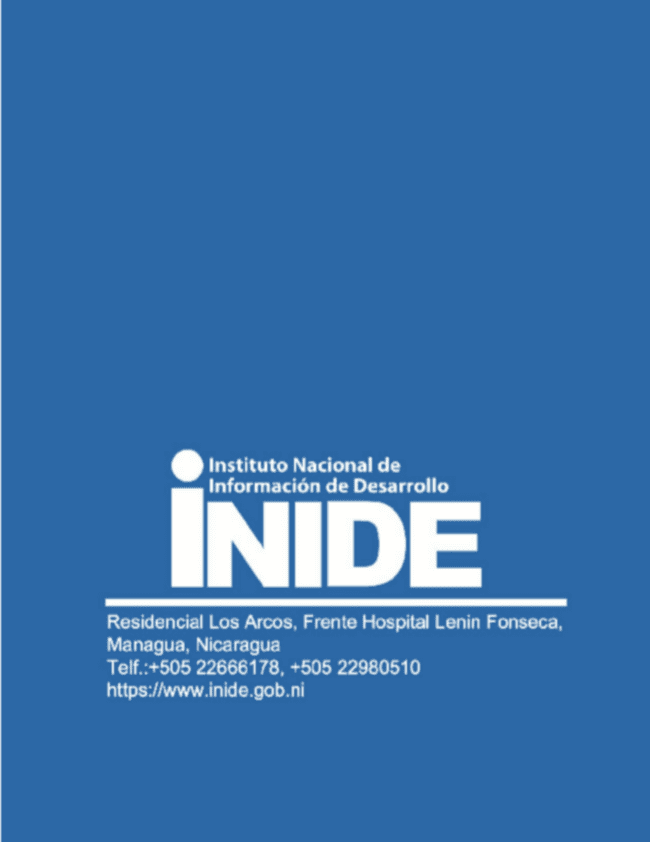 Instituto Nacional de
Información de Desarrollo
iNIDE
Residencial Los Arcos, Frente Hospital Lenin Fonseca,
Managua, Nicaragua
Telf.:+505 22666178, +505 22980510
https://www.inide.gob.ni